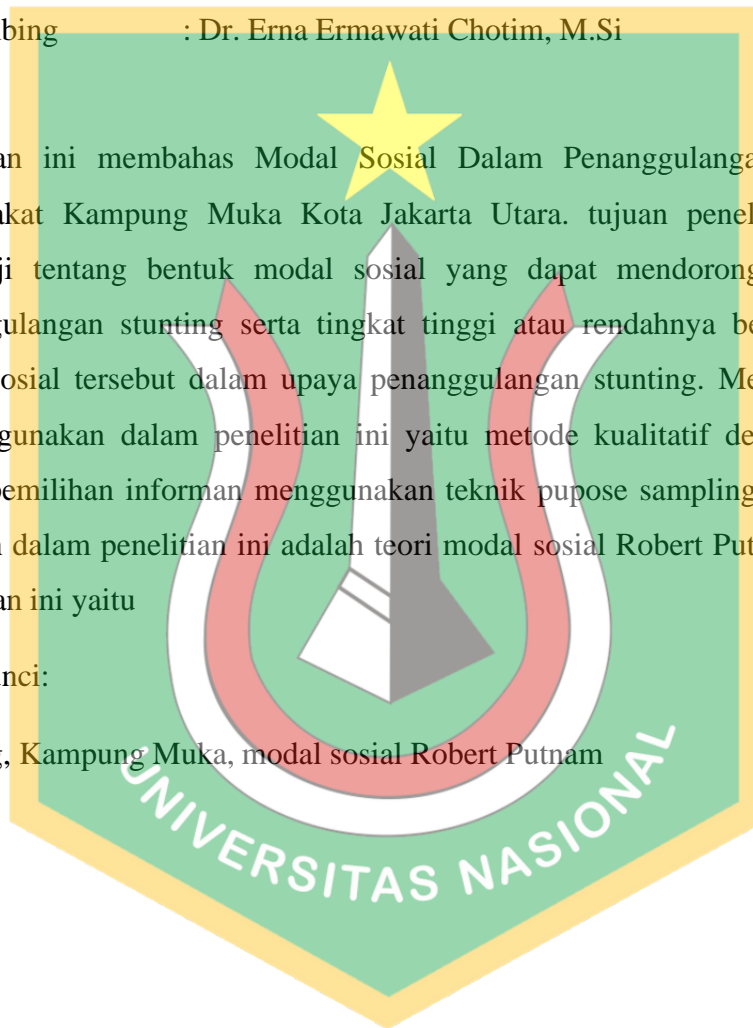 bing : Dr. Erna Ermawati Chotim, M.Si
an ini membahas Modal Sosial Dalam Penanggulanga
akat Kampung Muka Kota Jakarta Utara. tujuan penel
ji tentang bentuk modal sosial yang dapat mendorong
gulangan stunting serta tingkat tinggi atau rendahnya be
osial tersebut dalam upaya penanggulangan stunting. Me
gunakan dalam penelitian ini yaitu metode kualitatif de
pemilihan informan menggunakan teknik pupose sampling
n dalam penelitian ini adalah teori modal sosial Robert Put
an ini yaitu
unci:
g, Kampung Muka, modal sosial Robert Putnam
UNIVERSITAS NASIONAL